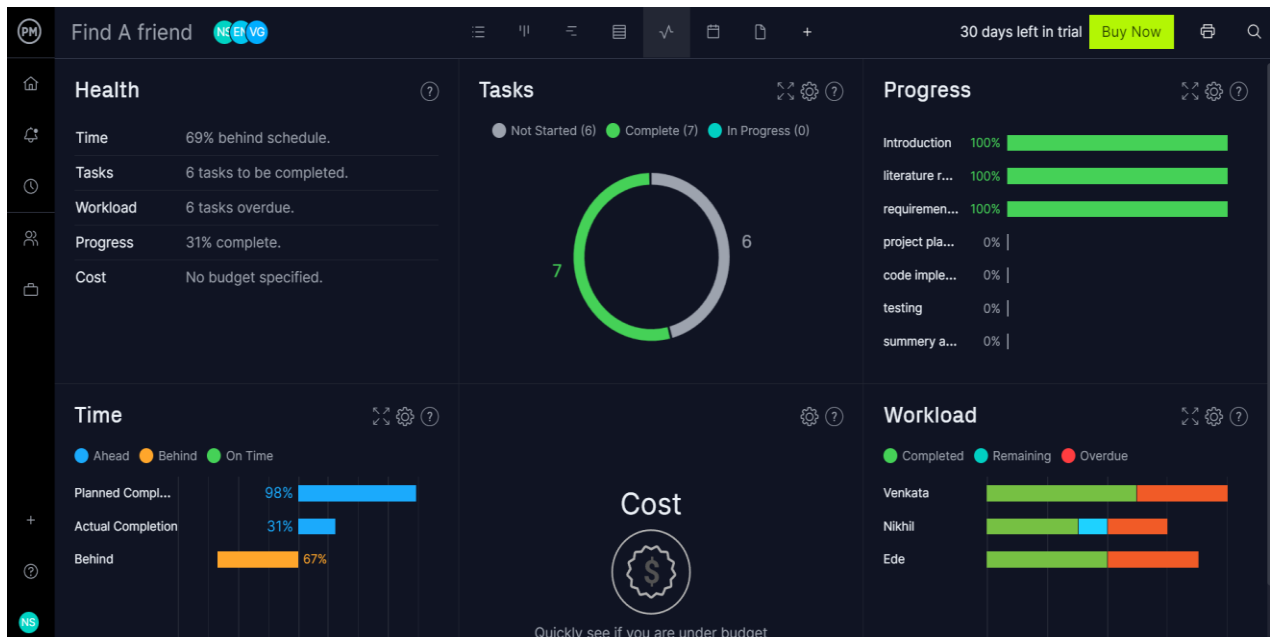 PM
Find A friend
NS EN VG
30 days left in trial
Buy Now
Health
Time 69% behind schedule.
Tasks 6 tasks to be completed.
Workload 6 tasks overdue.
Progress 31% complete.
Cost No budget specified.
Tasks
Not Started (6) Complete (7) In Progress (0)
7
6
Progress
Introduction 100%
literature r... 100%
requiremen... 100%
project pla... 0%
code imple... 0%
testing 0%
summery a... 0%
Time
Ahead Behind On Time
Planned Compl... 98%
Actual Completion 31%
Behind 67%
Cost
$
Quickly see if you are under budget
Workload
Completed Remaining Overdue
Venkata
Nikhil
Ede
NS